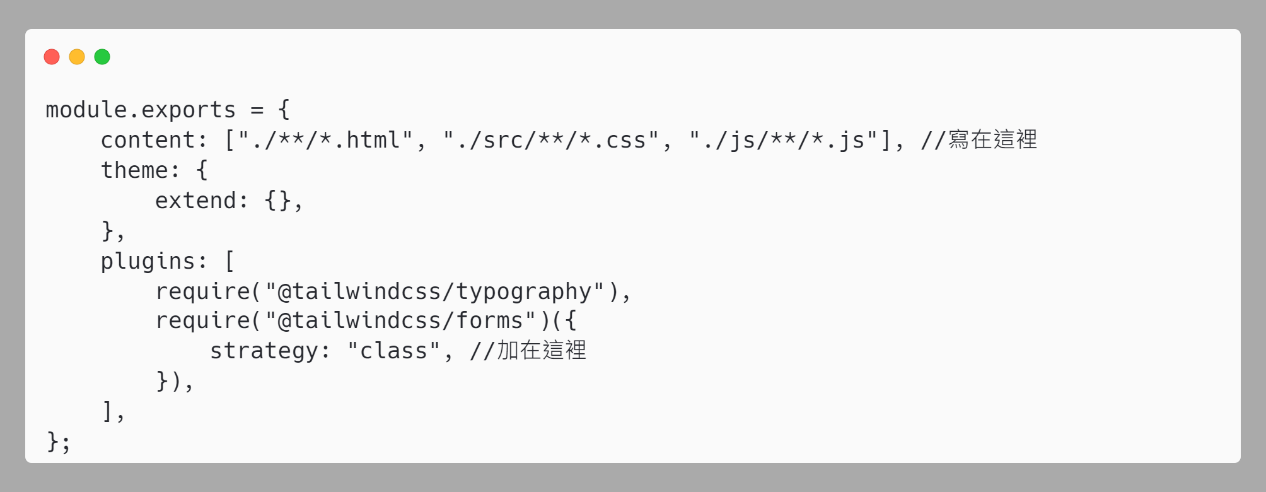 module.exports = {
    content: ["./**/*.html", "./src/**/*.css", "./js/**/*.js"], //寫在這裡
    theme: {
        extend: {},
    },
    plugins: [
        require("@tailwindcss/typography"),
        require("@tailwindcss/forms")({
            strategy: "class", //加在這裡
        }),
    ],
};